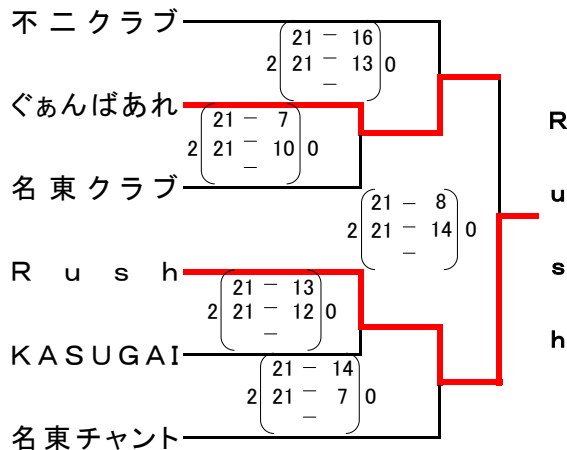 不二クラブ
21 － 16
2 21 － 13 0
－
ぐぁんばあれ
21 － 7
2 21 － 10 0
－
名東クラブ
21 － 8
2 21 － 14 0
－
Ｒｕｓｈ
21 － 13
2 21 － 12 0
－
ＫＡＳＵＧＡＩ
21 － 14
2 21 － 7 0
－
名東チャント
Ｒ
ｕ
ｓ
ｈ